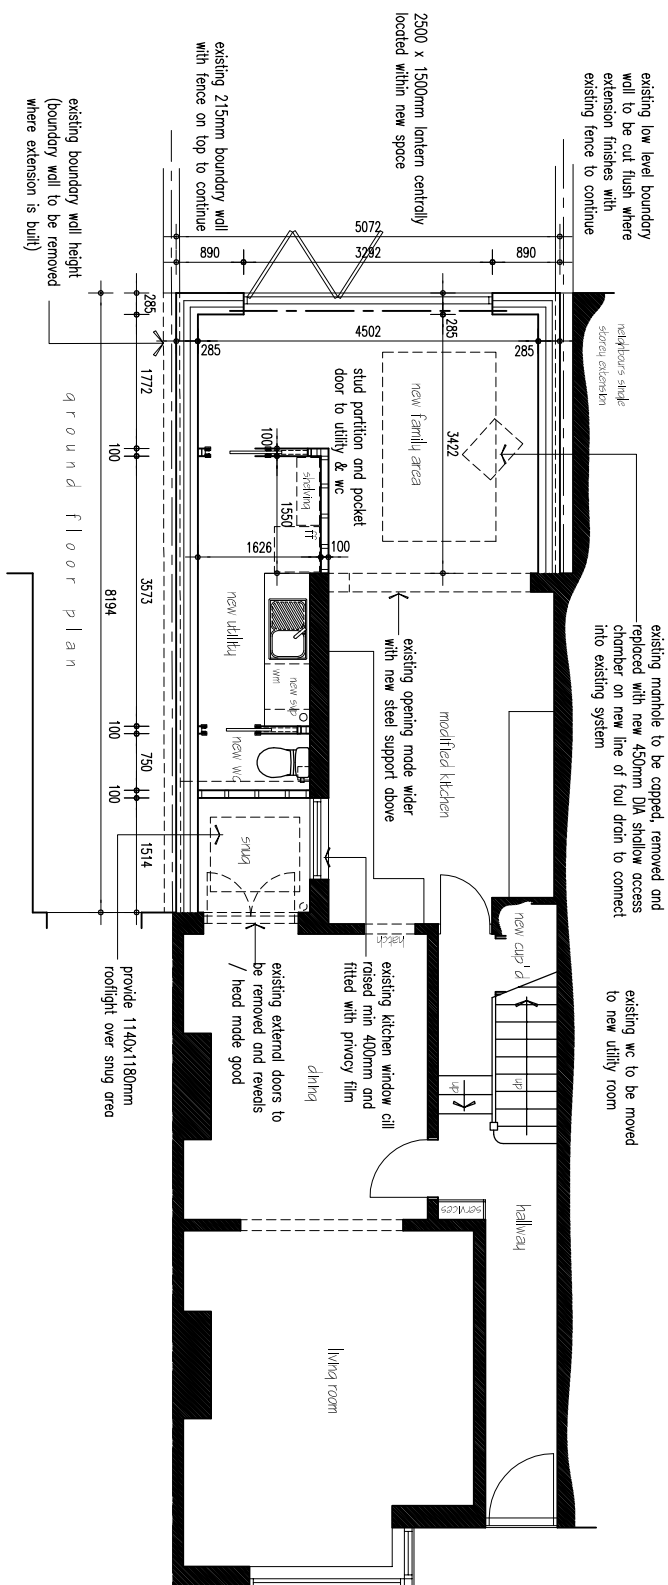 existing low level boundary
wall to be cut flush where
extension finishes with
existing fence to continue
2500 x 1500mm lantern centrally
located within new space
existing 215mm boundary wall
with fence on top to continue
existing boundary wall height
(boundary wall to be removed
where extension is built)
neighbours single
storey extension
existing manhole to be capped, removed and
replaced with new 450mm DIA shallow access
chamber on new line of foul drain to connect
into existing system
existing wc to be moved
to new utility room
5072
890
3292
890
4502
285
285
285
3422
new family area
stud partition and pocket
door to utility & wc
100
shelving
1550
ff
1626
100
existing opening made wider
with new steel support above
modified kitchen
new utility
wm
new svp
new wc
snug
hatch
new cup'd
up
up
existing kitchen window cill
raised min 400mm and
fitted with privacy film
existing external doors to
be removed and reveals
/ head made good
provide 1140x1180mm
rooflight over snug area
dining
services
hallway
living room
285
1772
100
3573
100
750
100
1514
8194
ground floor plan